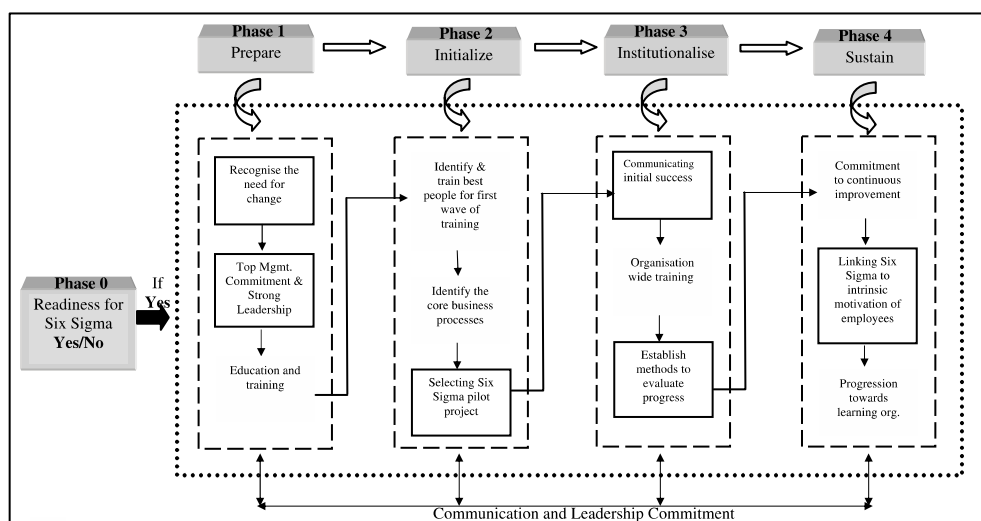 Phase 1
Prepare
Phase 2
Initialize
Phase 3
Institutionalise
Phase 4
Sustain
Phase 0
Readiness for
Six Sigma
Yes/No
If
Yes
Recognise the
need for
change
Top Mgmt.
Commitment &
Strong
Leadership
Education and
training
Identify &
train best
people for first
wave of
training
Identify the
core business
processes
Selecting Six
Sigma pilot
project
Communicating
initial success
Organisation
wide training
Establish
methods to
evaluate
progress
Commitment
to continuous
improvement
Linking Six
Sigma to
intrinsic
motivation of
employees
Progression
towards
learning org.
Communication and Leadership Commitment